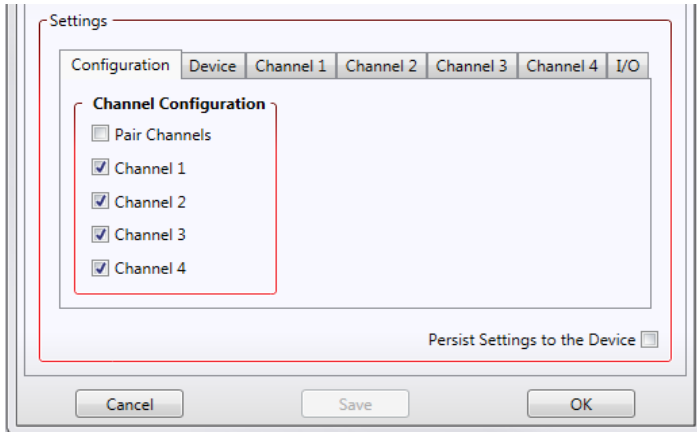 Settings
Configuration Device Channel 1 Channel 2 Channel 3 Channel 4 I/O
Channel Configuration
Pair Channels
Channel 1
Channel 2
Channel 3
Channel 4
Persist Settings to the Device
Cancel Save OK